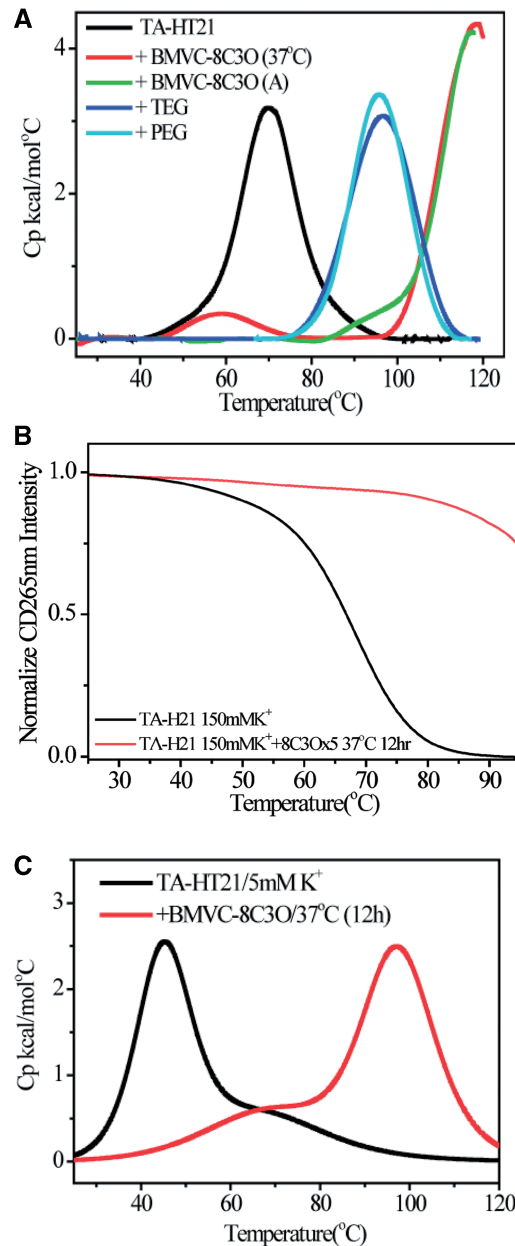 A
TA-HT21
+ BMVC-8C3O (37°C)
+ BMVC-8C3O (A)
+ TEG
+ PEG
Cp kcal/mol°C
4
2
0
40 60 80 100 120
Temperature(°C)
B
Normalize CD265nm Intensity
1.0
0.5
0.0
TA-H21 150mMK+
TA-H21 150mMK++8C3Ox5 37°C 12hr
30 40 50 60 70 80 90
Temperature(°C)
C
TA-HT21/5mM K+
+BMVC-8C3O/37°C (12h)
Cp kcal/mol°C
3
2
1
0
40 60 80 100 120
Temperature(°C)